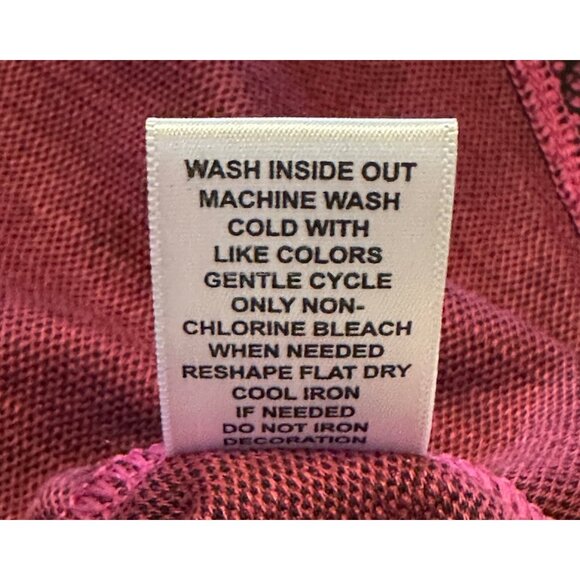 WASH INSIDE OUT
MACHINE WASH
COLD WITH
LIKE COLORS
GENTLE CYCLE
ONLY NON-
CHLORINE BLEACH
WHEN NEEDED
RESHAPE FLAT DRY
COOL IRON
IF NEEDED
DO NOT IRON
DECORATION